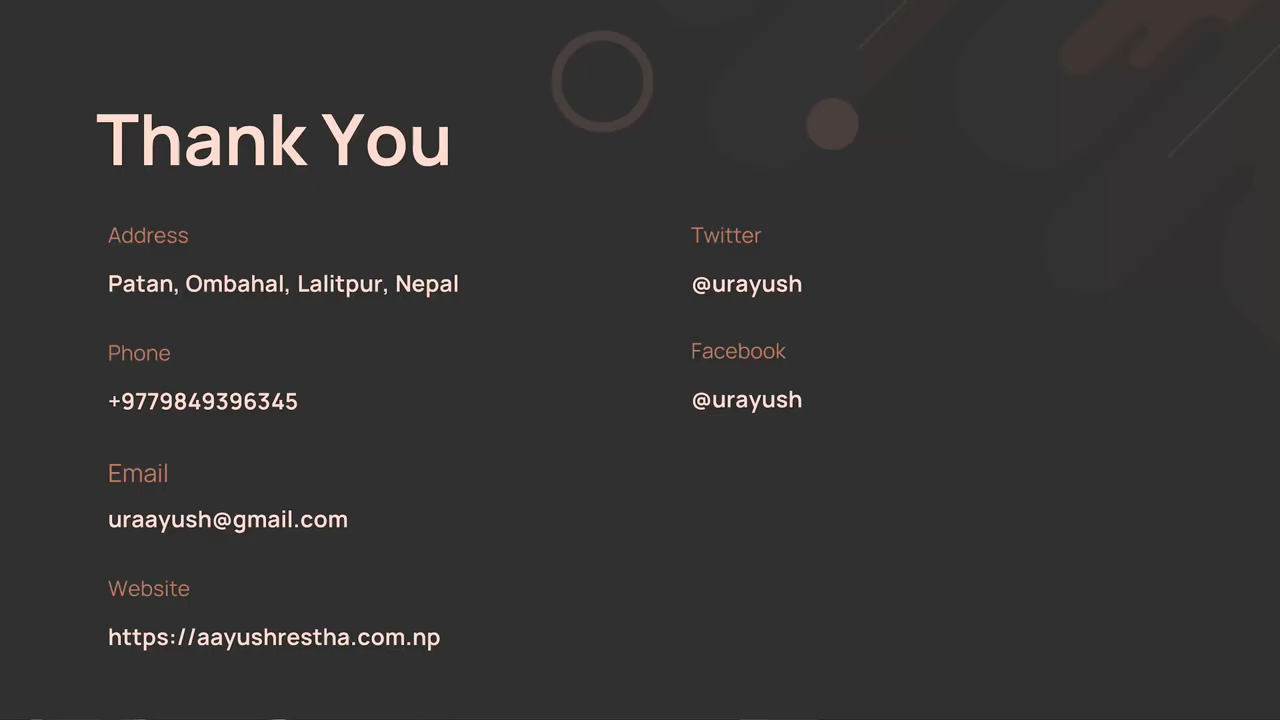 Thank You
Address
Patan, Ombahal, Lalitpur, Nepal
Phone
+9779849396345
Email
uraayush@gmail.com
Website
https://aayushrestha.com.np
Twitter
@urayush
Facebook
@urayush